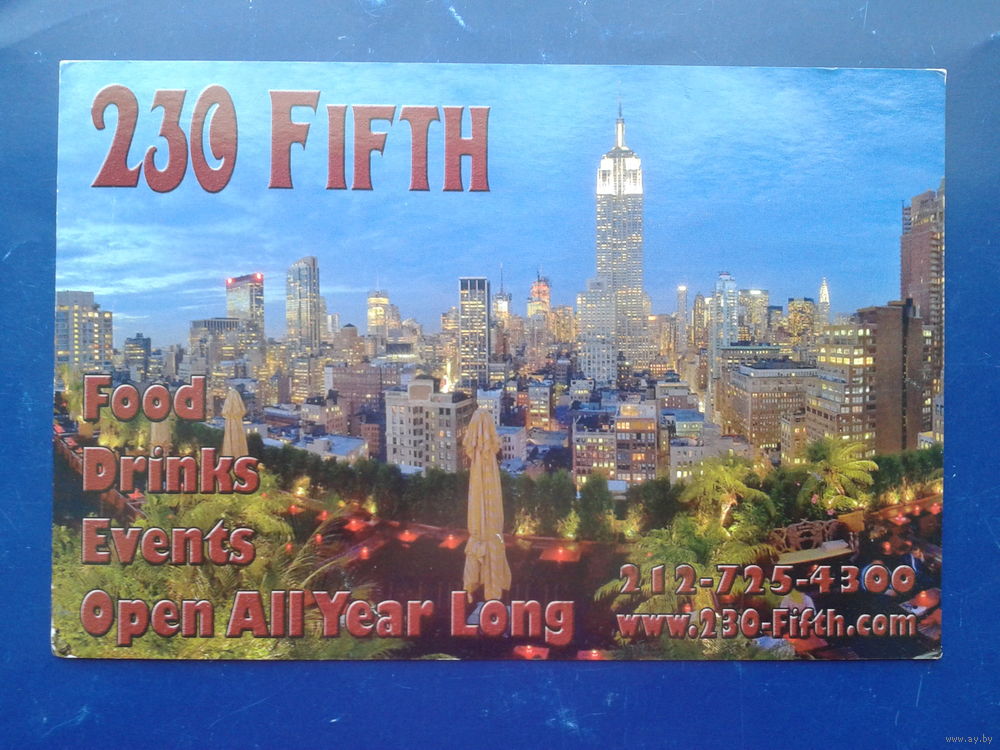 230 FIFTH
Food
Drinks
Events
Open All Year Long
212-725-4300
www.230-Fifth.com
www.ay.by